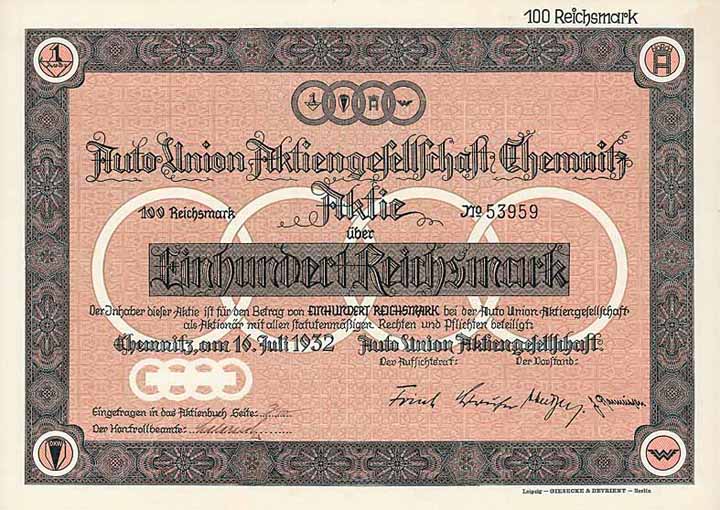 100 Reichsmark
1
Audi
Auto Union Aktiengesellschaft Chemnitz
Aktie
100 Reichsmark
No 53959
über
Einhundert Reichsmark
Der Inhaber dieser Aktie ist für den Betrag von EINHUNDERT REICHSMARK bei der Auto Union Aktiengesellschaft
als Aktionär mit allen statutenmäßigen Rechten und Pflichten beteiligt.
Chemnitz, am 16. Juli 1932
Auto Union Aktiengesellschaft
Der Aufsichtsrat:
Der Vorstand:
Eingetragen in das Aktienbuch Seite:
Der Kontrollbeamte:
DKW
W
Leipzig — GIESECKE & DEVRIENT — Berlin